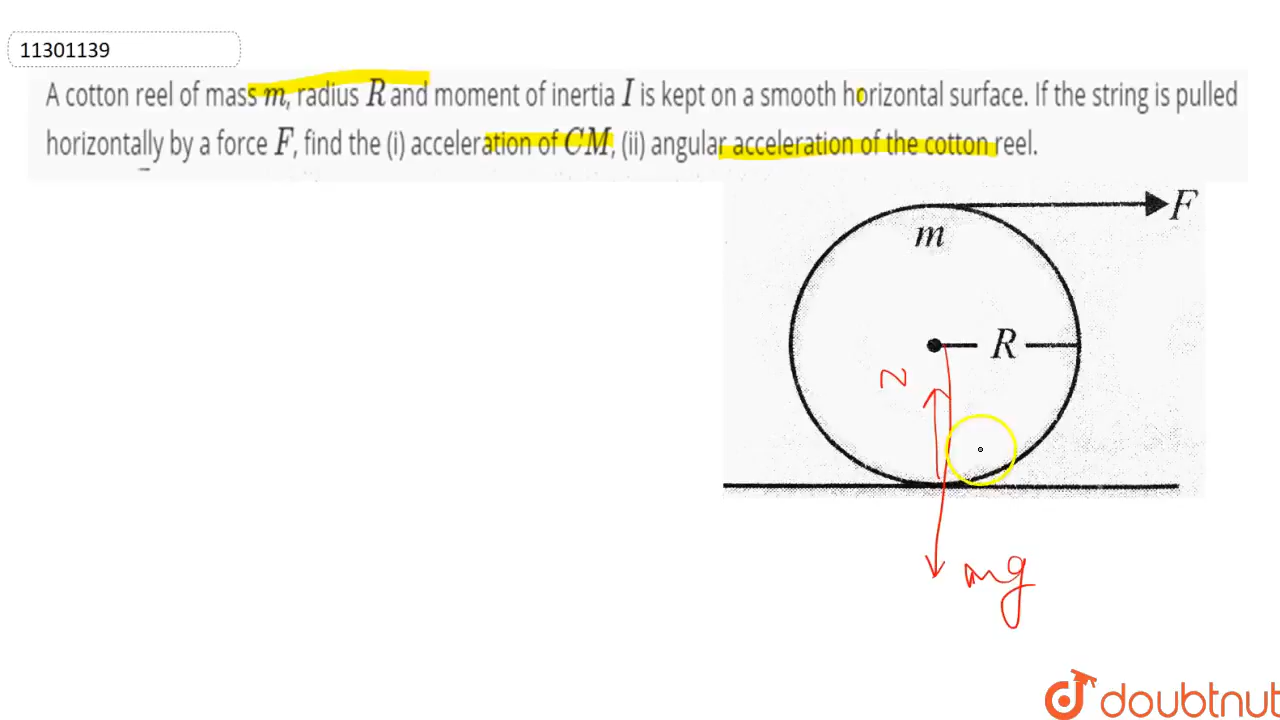 11301139
A cotton reel of mass m, radius R and moment of inertia I is kept on a smooth horizontal surface. If the string is pulled
horizontally by a force F, find the (i) acceleration of CM, (ii) angular acceleration of the cotton reel.
F
m
R
N
mg
doubtnut